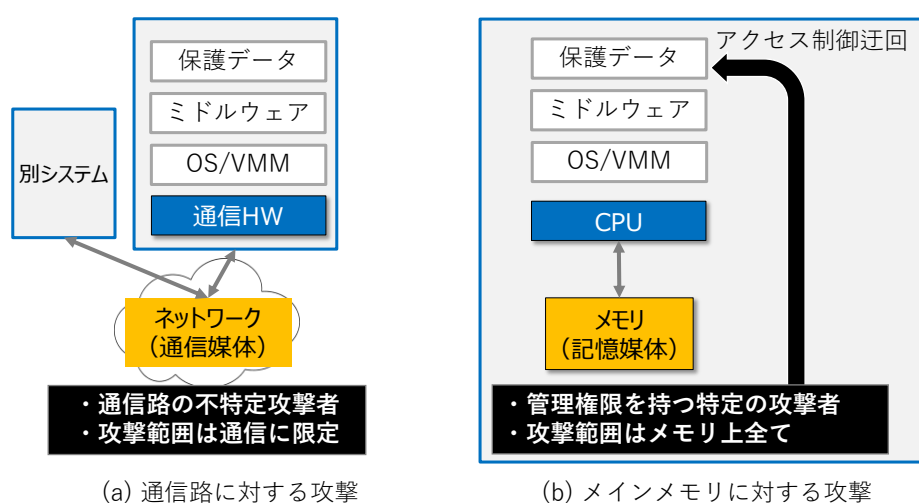 保護データ
ミドルウェア
OS/VMM
通信HW
別システム
ネットワーク
（通信媒体）
・通信路の不特定攻撃者
・攻撃範囲は通信に限定
(a) 通信路に対する攻撃
アクセス制御迂回
保護データ
ミドルウェア
OS/VMM
CPU
メモリ
（記憶媒体）
・管理権限を持つ特定の攻撃者
・攻撃範囲はメモリ上全て
(b) メインメモリに対する攻撃